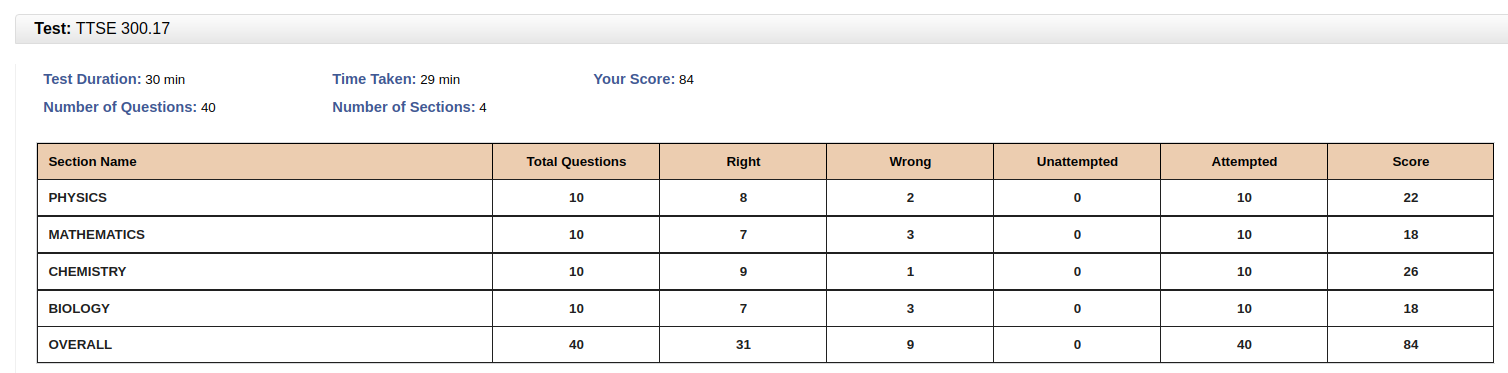 Test: TTSE 300.17
Test Duration: 30 min Time Taken: 29 min Your Score: 84
Number of Questions: 40 Number of Sections: 4
Section Name Total Questions Right Wrong Unattempted Attempted Score
PHYSICS 10 8 2 0 10 22
MATHEMATICS 10 7 3 0 10 18
CHEMISTRY 10 9 1 0 10 26
BIOLOGY 10 7 3 0 10 18
OVERALL 40 31 9 0 40 84